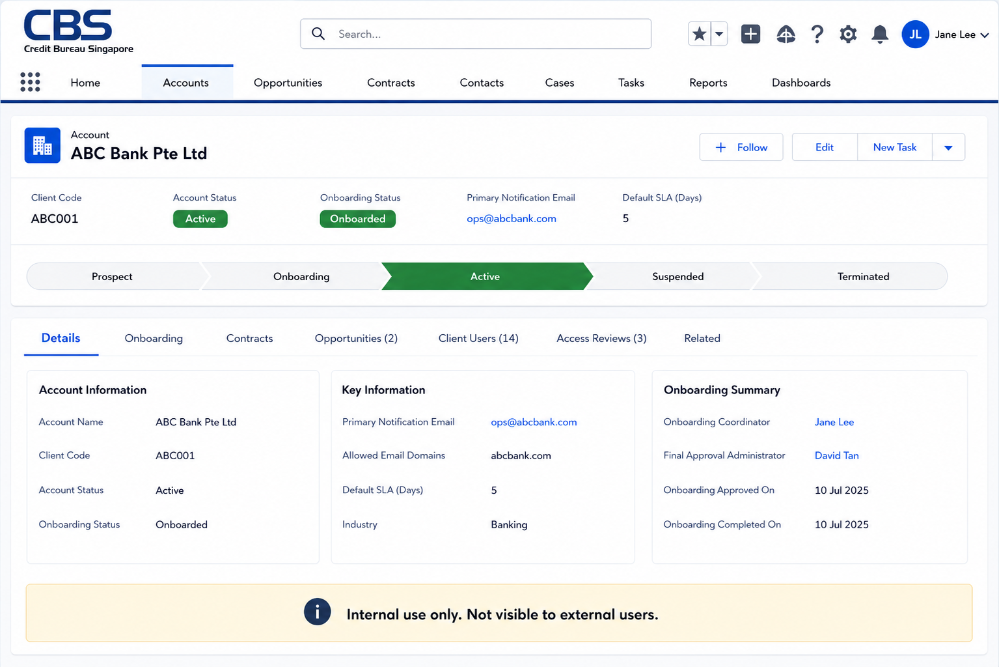 CBS
Credit Bureau Singapore
Search...
JL
Jane Lee
Home
Accounts
Opportunities
Contracts
Contacts
Cases
Tasks
Reports
Dashboards
Account
ABC Bank Pte Ltd
+ Follow
Edit
New Task
Client Code
Account Status
Onboarding Status
Primary Notification Email
Default SLA (Days)
ABC001
Active
Onboarded
ops@abcbank.com
5
Prospect
Onboarding
Active
Suspended
Terminated
Details
Onboarding
Contracts
Opportunities (2)
Client Users (14)
Access Reviews (3)
Related
Account Information
Account Name ABC Bank Pte Ltd
Client Code ABC001
Account Status Active
Onboarding Status Onboarded
Key Information
Primary Notification Email ops@abcbank.com
Allowed Email Domains abcbank.com
Default SLA (Days) 5
Industry Banking
Onboarding Summary
Onboarding Coordinator Jane Lee
Final Approval Administrator David Tan
Onboarding Approved On 10 Jul 2025
Onboarding Completed On 10 Jul 2025
Internal use only. Not visible to external users.